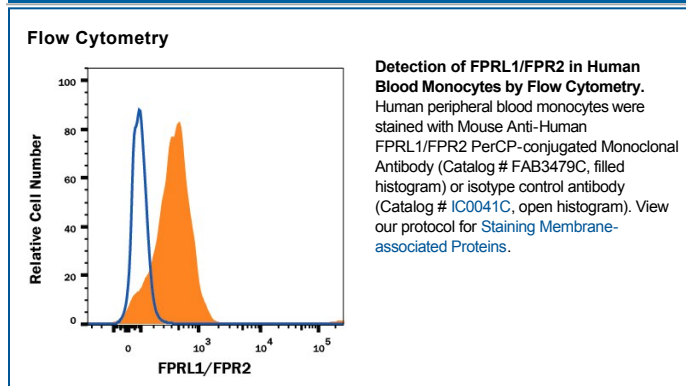 Flow Cytometry
100
80
60
40
20
0
Relative Cell Number
0 10³ 10⁴ 10⁵
FPRL1/FPR2
Detection of FPRL1/FPR2 in Human
Blood Monocytes by Flow Cytometry.
Human peripheral blood monocytes were
stained with Mouse Anti-Human
FPRL1/FPR2 PerCP-conjugated Monoclonal
Antibody (Catalog # FAB3479C, filled
histogram) or isotype control antibody
(Catalog # IC0041C, open histogram). View
our protocol for Staining Membrane-
associated Proteins.